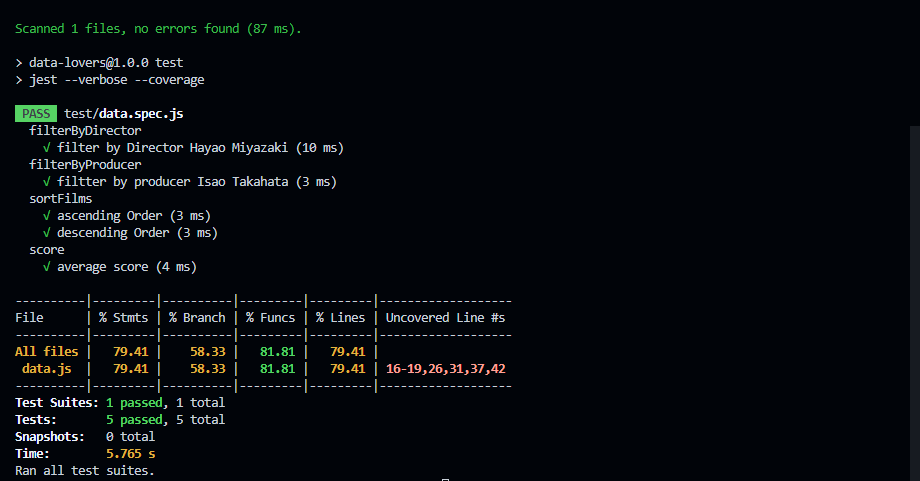 Scanned 1 files, no errors found (87 ms).
> data-lovers@1.0.0 test
> jest --verbose --coverage
PASS test/data.spec.js
filterByDirector
√ filter by Director Hayao Miyazaki (10 ms)
filterByProducer
√ filtter by producer Isao Takahata (3 ms)
sortFilms
√ ascending Order (3 ms)
√ descending Order (3 ms)
score
√ average score (4 ms)
----------|---------|----------|---------|---------|-------------------
File      | % Stmts | % Branch | % Funcs | % Lines | Uncovered Line #s
----------|---------|----------|---------|---------|-------------------
All files |   79.41 |    58.33 |   81.81 |   79.41 |
data.js  |   79.41 |    58.33 |   81.81 |   79.41 | 16-19,26,31,37,42
----------|---------|----------|---------|---------|-------------------
Test Suites: 1 passed, 1 total
Tests:       5 passed, 5 total
Snapshots:   0 total
Time:        5.765 s
Ran all test suites.